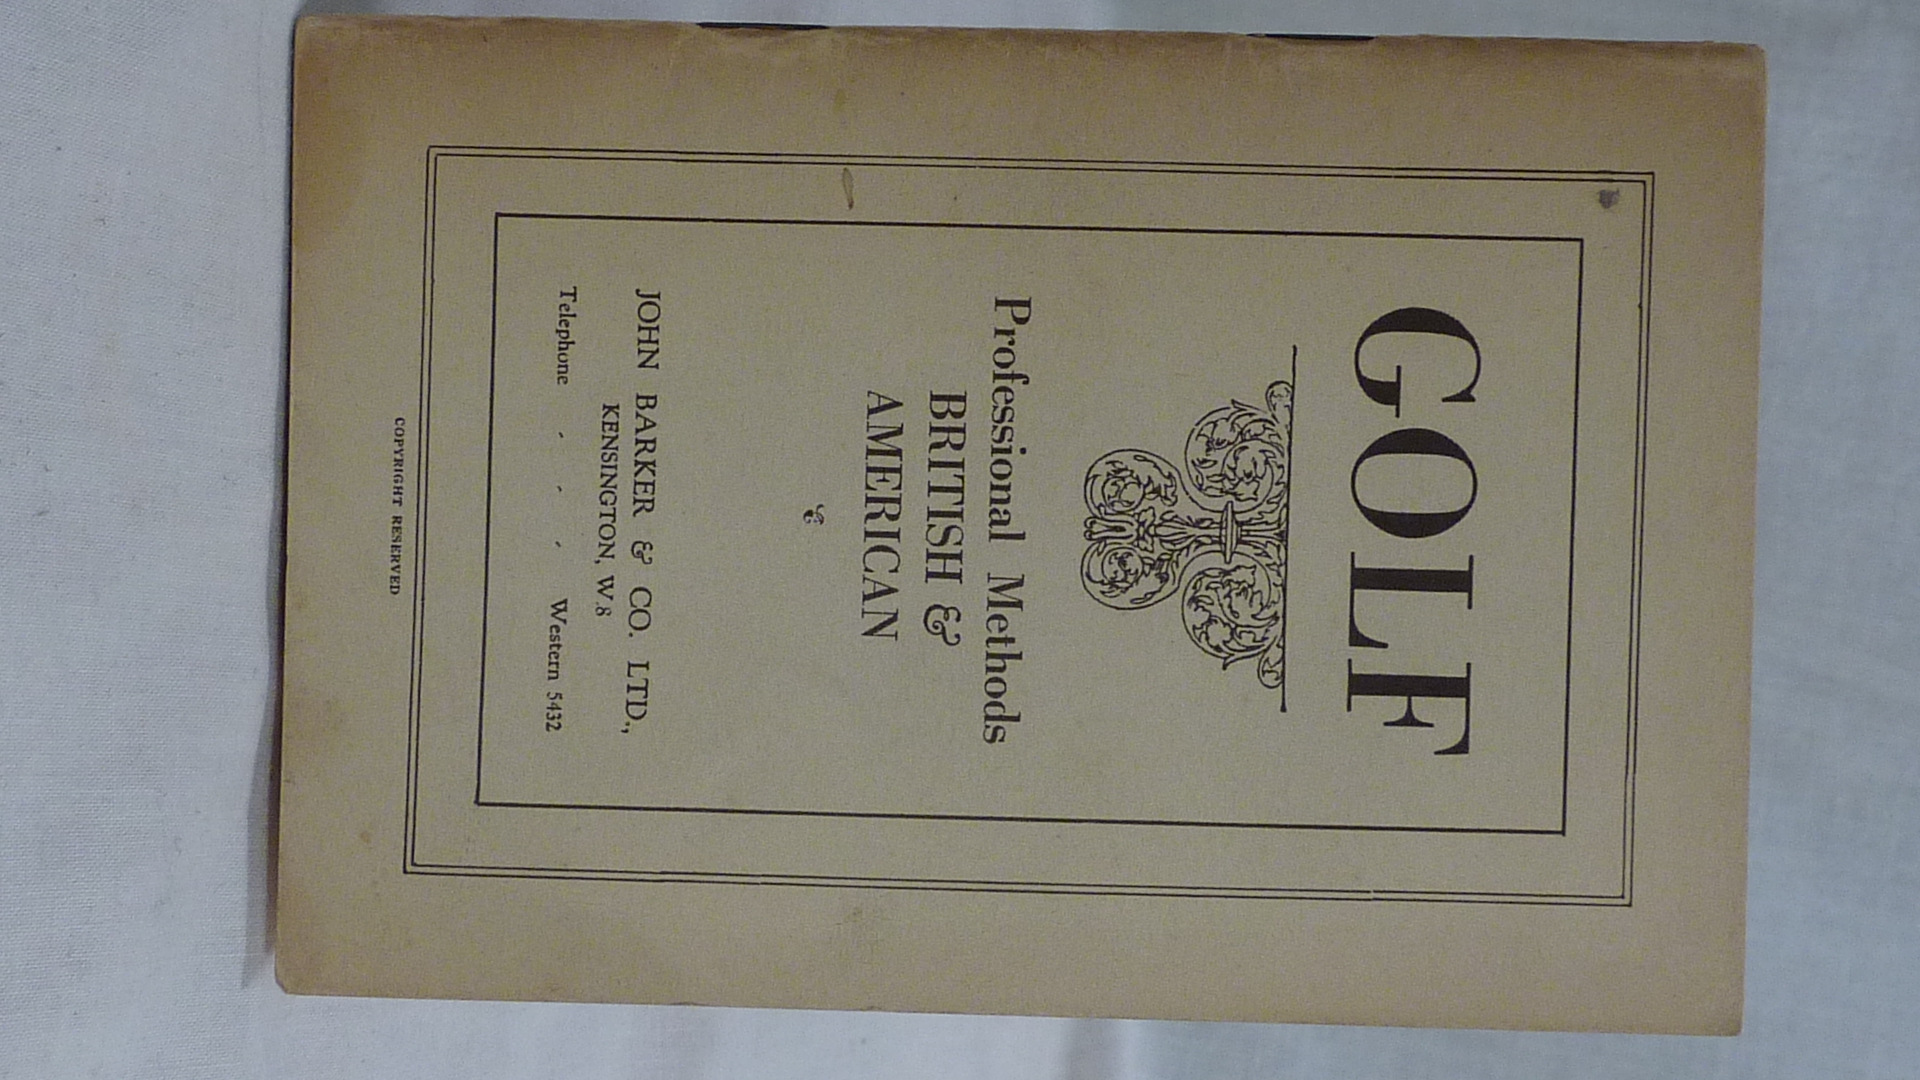 GOLF
Professional Methods
BRITISH &
AMERICAN
JOHN BARKER & CO. LTD.,
KENSINGTON, W.8
Telephone - - - Western 5432
COPYRIGHT RESERVED